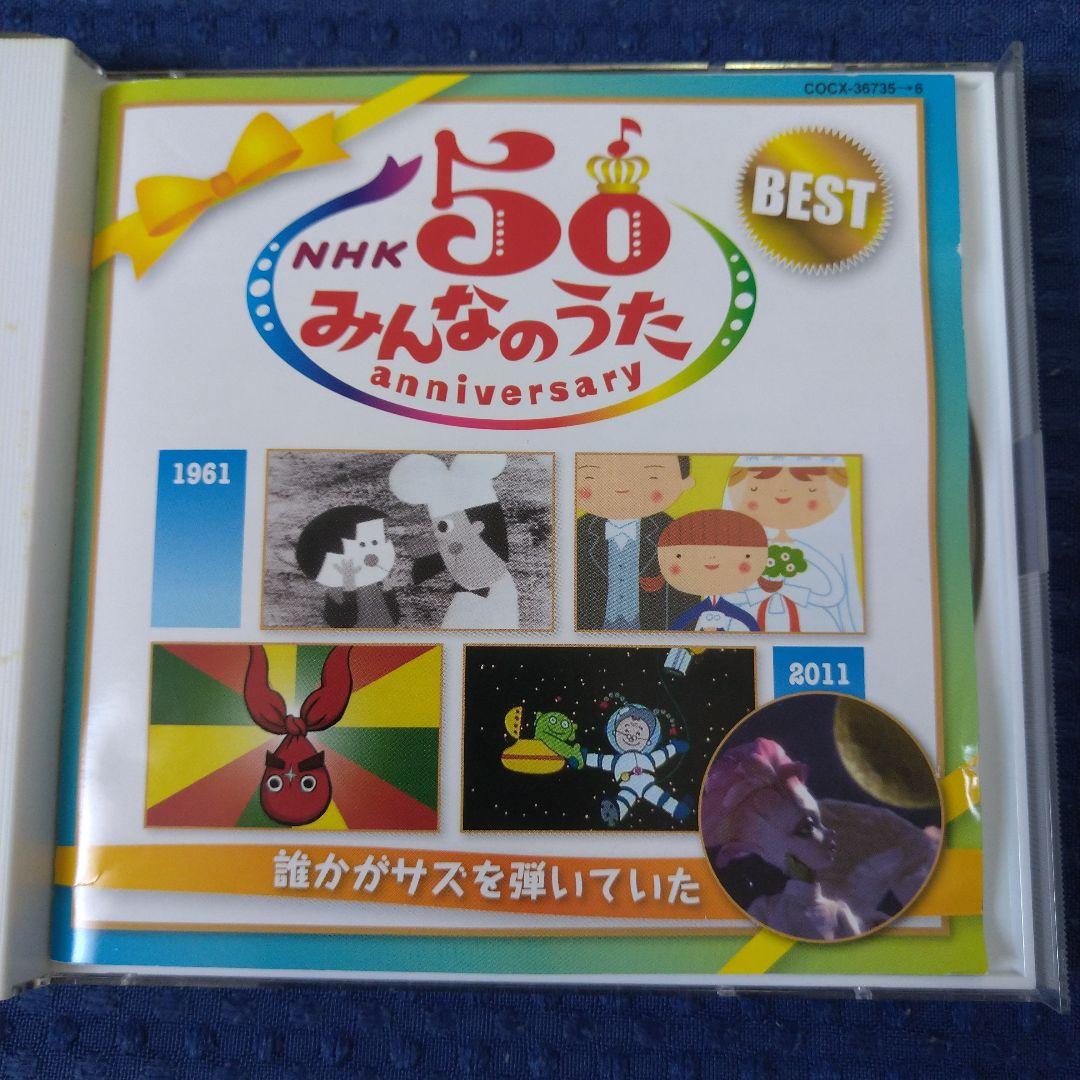 COCX-36735→6
BEST
NHK
50
みんなのうた
anniversary
1961
2011
誰かがサズを弾いていた